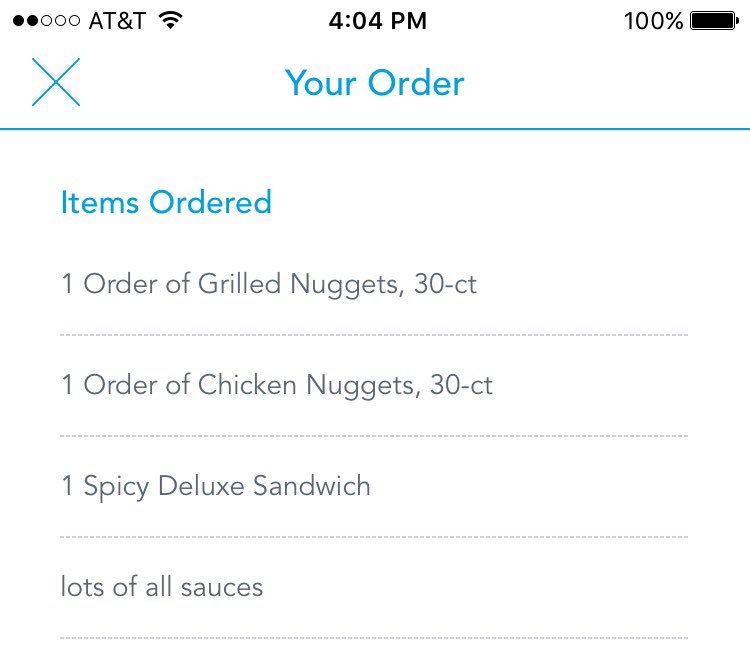 AT&T 4:04 PM 100%
Your Order
Items Ordered
1 Order of Grilled Nuggets, 30-ct
1 Order of Chicken Nuggets, 30-ct
1 Spicy Deluxe Sandwich
lots of all sauces